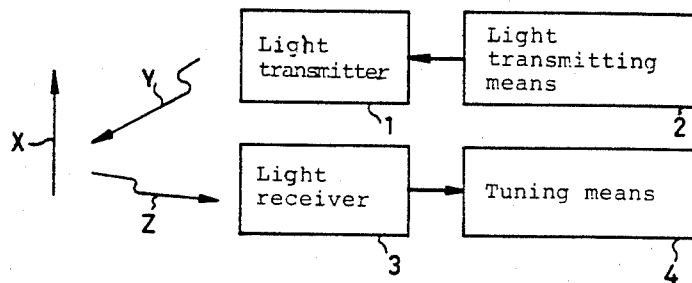 Light
transmitter
1
Light
transmitting
means
2
X
Y
Z
Light
receiver
3
Tuning means
4